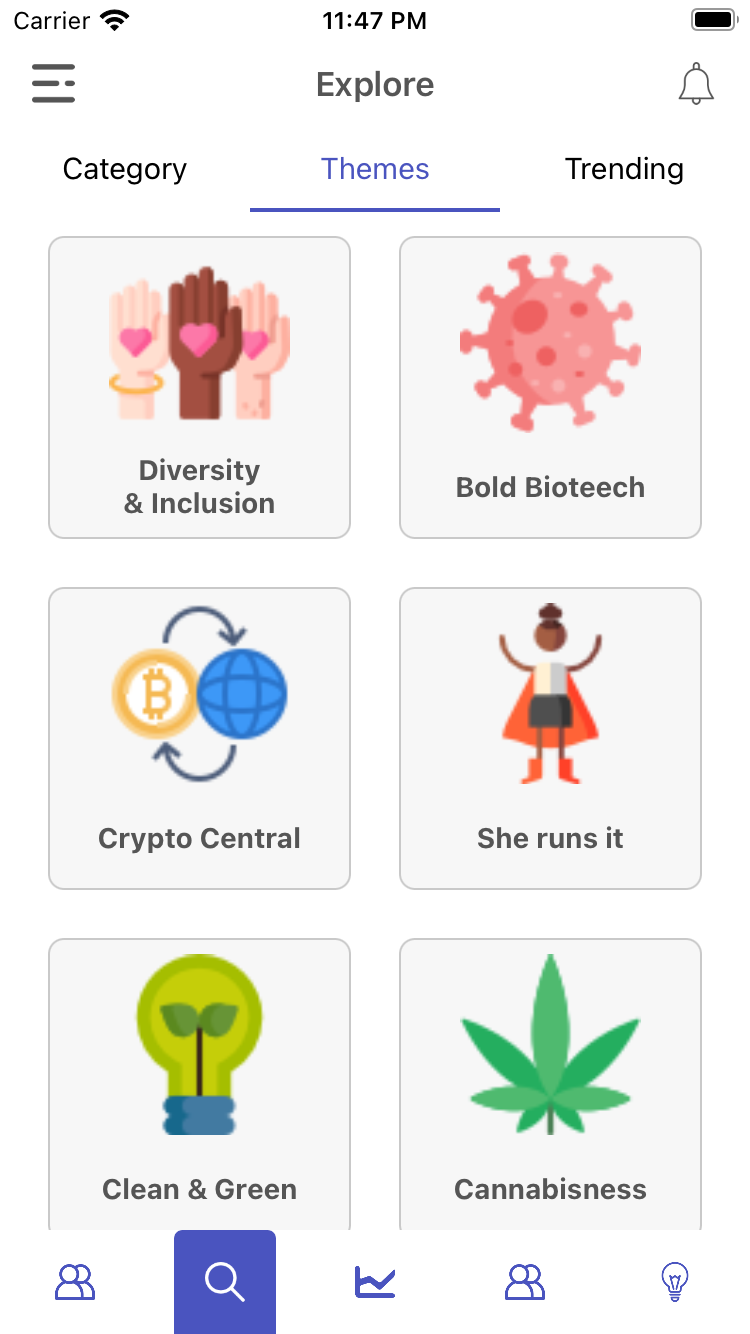 Carrier 11:47 PM
Explore
Category Themes Trending
Diversity
& Inclusion
Bold Bioteech
Crypto Central
She runs it
Clean & Green
Cannabisness